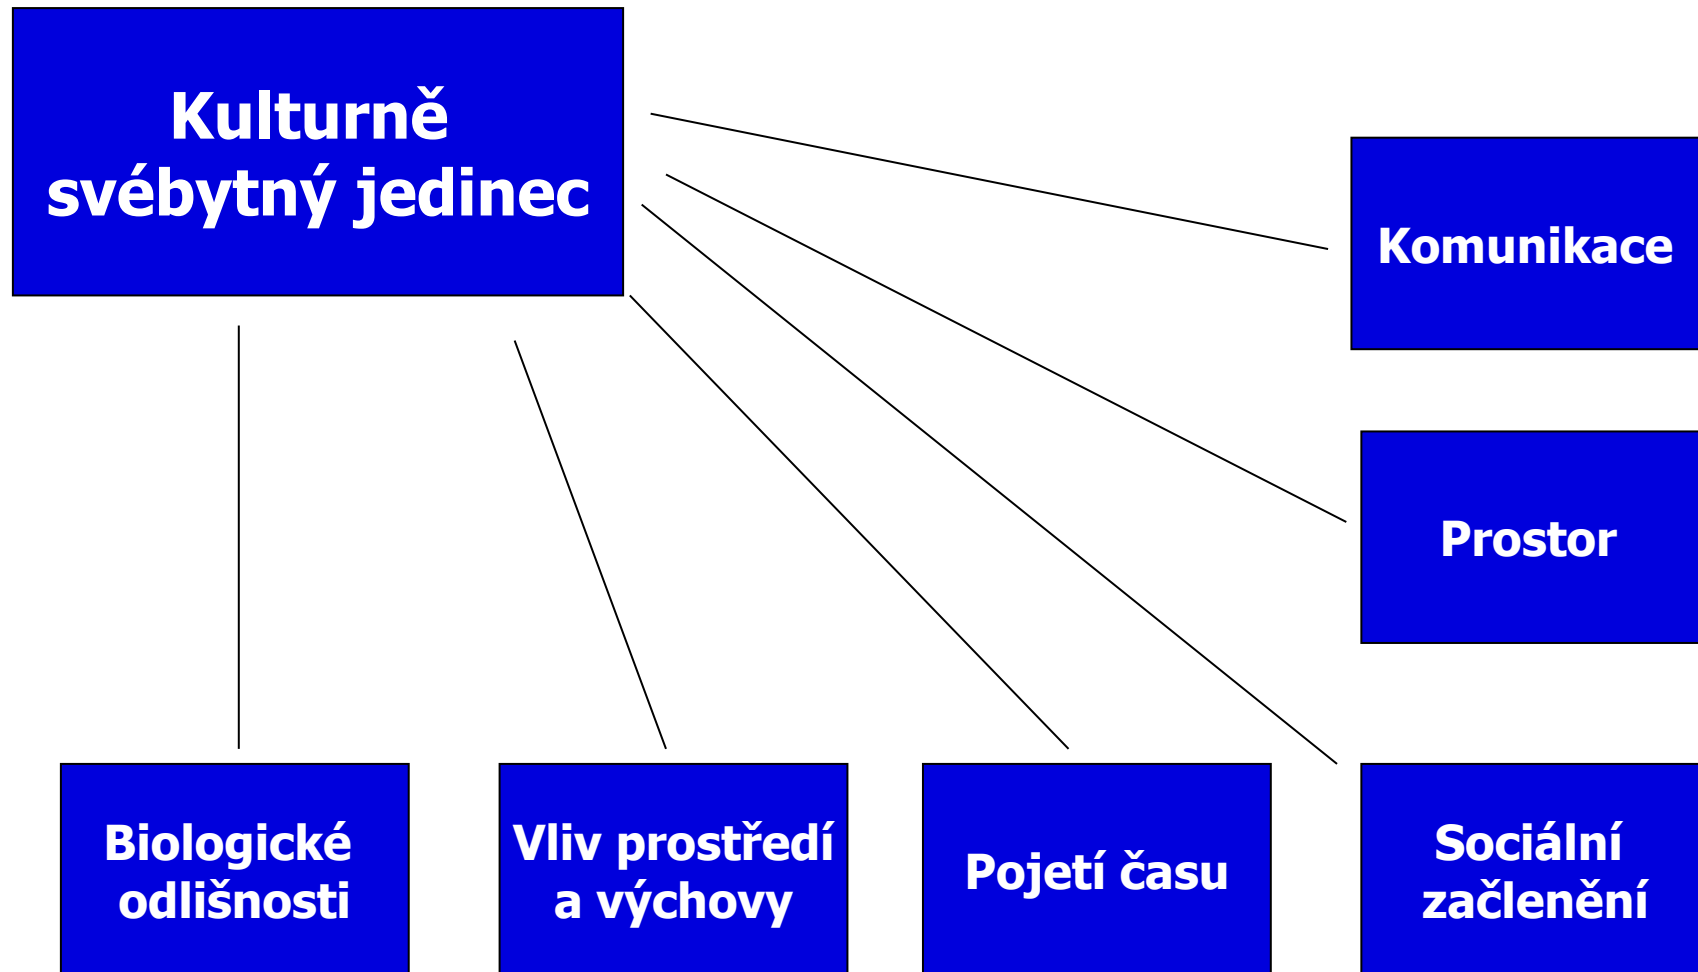 Kulturně
svébytný jedinec
Komunikace
Prostor
Biologické
odlišnosti
Vliv prostředí
a výchovy
Pojetí času
Sociální
začlenění